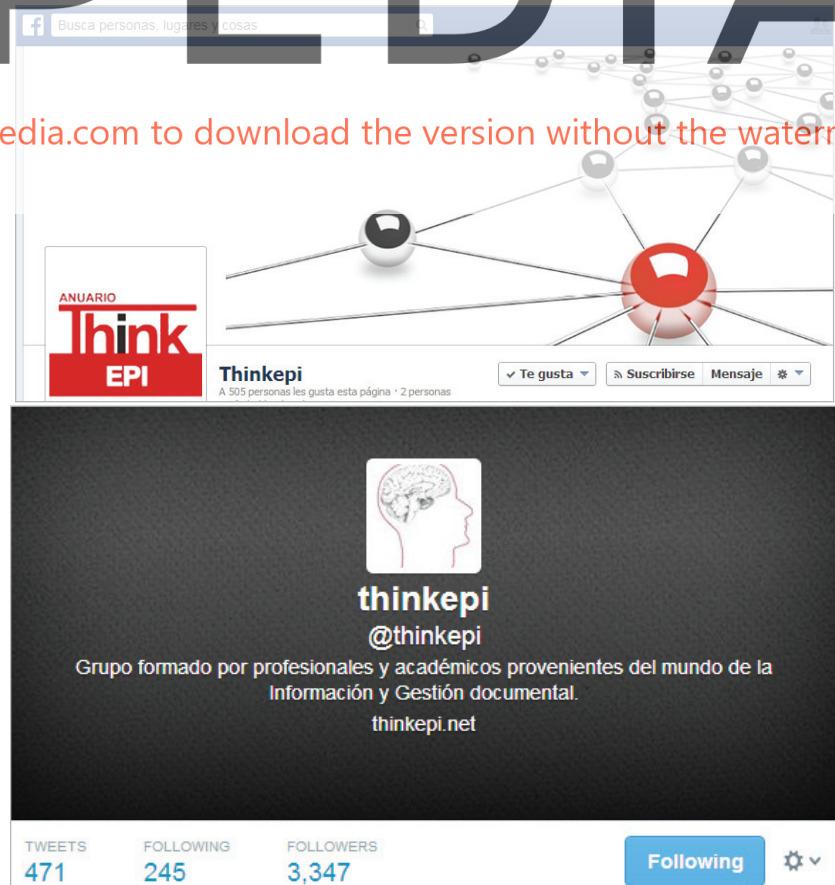 PEDIA
Busca personas, lugares y cosas
edia.com to download the version without the waterm
ANUARIO
Think
EPI
Thinkepi
A 505 personas les gusta esta página · 2 personas
Te gusta
Suscribirse
Mensaje
thinkepi
@thinkepi
Grupo formado por profesionales y académicos provenientes del mundo de la
Información y Gestión documental.
thinkepi.net
TWEETS FOLLOWING FOLLOWERS
471 245 3,347
Following